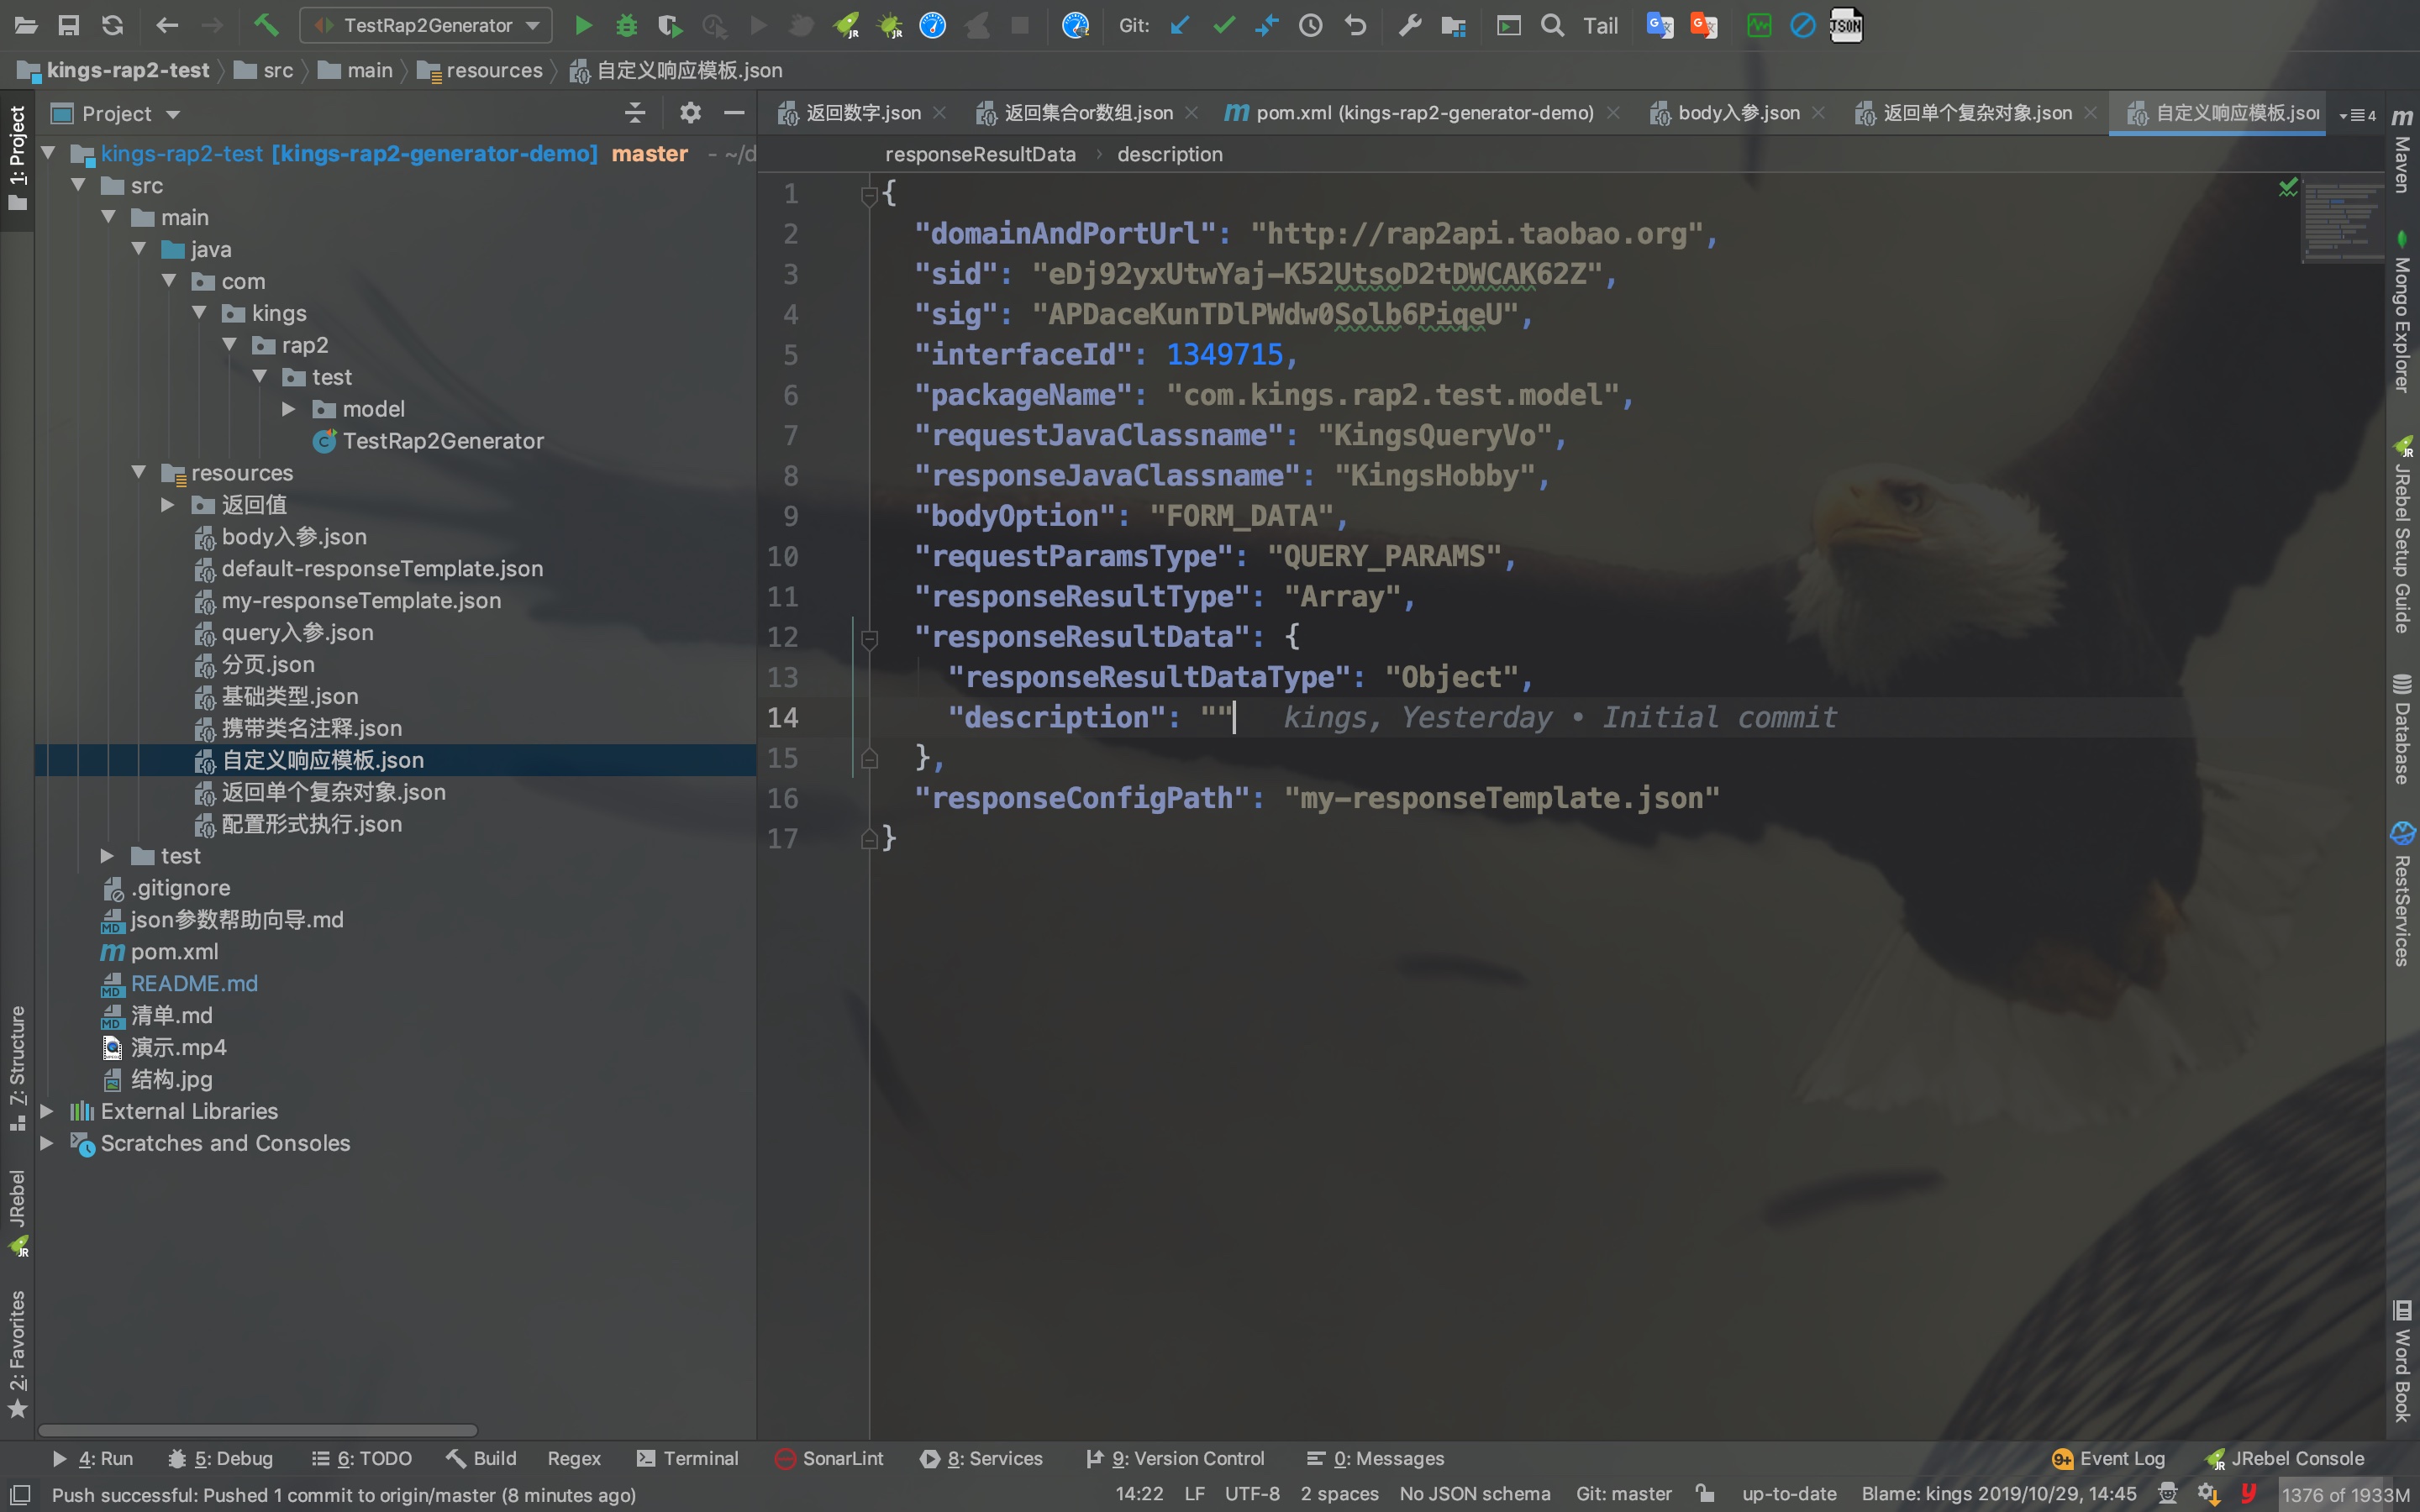 TestRap2Generator
Git:
Tail
JSON
kings-rap2-test
src
main
resources
自定义响应模板.json
1: Project
Project
返回数字.json
返回集合or数组.json
pom.xml (kings-rap2-generator-demo)
body入参.json
返回单个复杂对象.json
自定义响应模板.jso
4
kings-rap2-test [kings-rap2-generator-demo] master - ~/d
src
main
java
com
kings
rap2
test
model
TestRap2Generator
resources
返回值
body入参.json
default-responseTemplate.json
my-responseTemplate.json
query入参.json
分页.json
基础类型.json
携带类名注释.json
自定义响应模板.json
返回单个复杂对象.json
配置形式执行.json
test
.gitignore
json参数帮助向导.md
pom.xml
README.md
清单.md
演示.mp4
结构.jpg
External Libraries
Scratches and Consoles
7: Structure
JRebel
2: Favorites
responseResultData
description
1 {
2 "domainAndPortUrl": "http://rap2api.taobao.org",
3 "sid": "eDj92yxUtwYaj-K52UtsoD2tDWCAK62Z",
4 "sig": "APDaceKunTDlPWdw0Solb6PiqeU",
5 "interfaceId": 1349715,
6 "packageName": "com.kings.rap2.test.model",
7 "requestJavaClassname": "KingsQueryVo",
8 "responseJavaClassname": "KingsHobby",
9 "bodyOption": "FORM_DATA",
10 "requestParamsType": "QUERY_PARAMS",
11 "responseResultType": "Array",
12 "responseResultData": {
13 "responseResultDataType": "Object",
14 "description": "" kings, Yesterday • Initial commit
15 },
16 "responseConfigPath": "my-responseTemplate.json"
17 }
Maven
Mongo Explorer
JRebel Setup Guide
Database
RestServices
Word Book
4: Run
5: Debug
6: TODO
Build
Regex
Terminal
SonarLint
8: Services
9: Version Control
0: Messages
9+ Event Log
JRebel Console
Push successful: Pushed 1 commit to origin/master (8 minutes ago)
14:22
LF
UTF-8
2 spaces
No JSON schema
Git: master
up-to-date
Blame: kings 2019/10/29, 14:45
1376 of 1933M